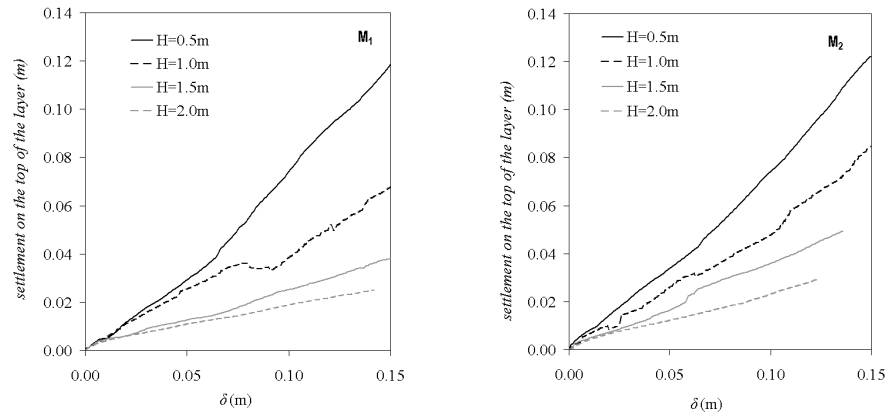 settlement on the top of the layer (m)
0.14
0.12
0.10
0.08
0.06
0.04
0.02
0.00
H=0.5m
H=1.0m
H=1.5m
H=2.0m
M1
0.00 0.05 0.10 0.15
δ (m)
settlement on the top of the layer (m)
0.14
0.12
0.10
0.08
0.06
0.04
0.02
0.00
H=0.5m
H=1.0m
H=1.5m
H=2.0m
M2
0.00 0.05 0.10 0.15
δ (m)